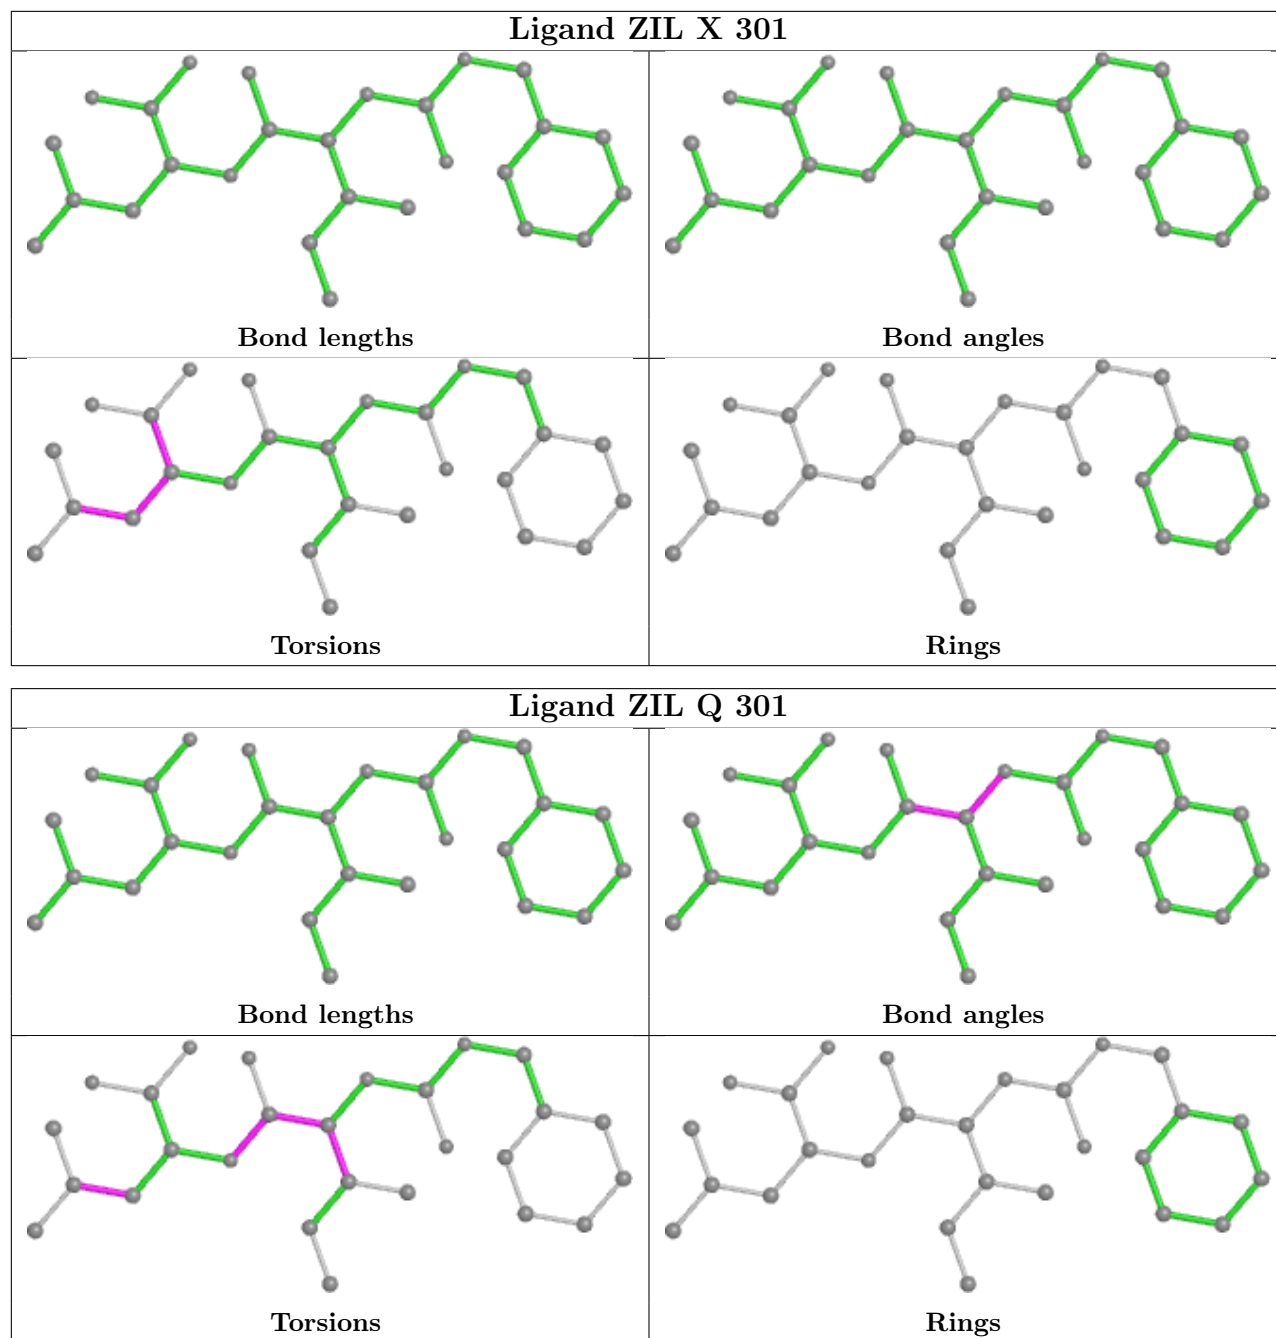 Ligand ZIL X 301
Bond lengths
Bond angles
Torsions
Rings
Ligand ZIL Q 301
Bond lengths
Bond angles
Torsions
Rings